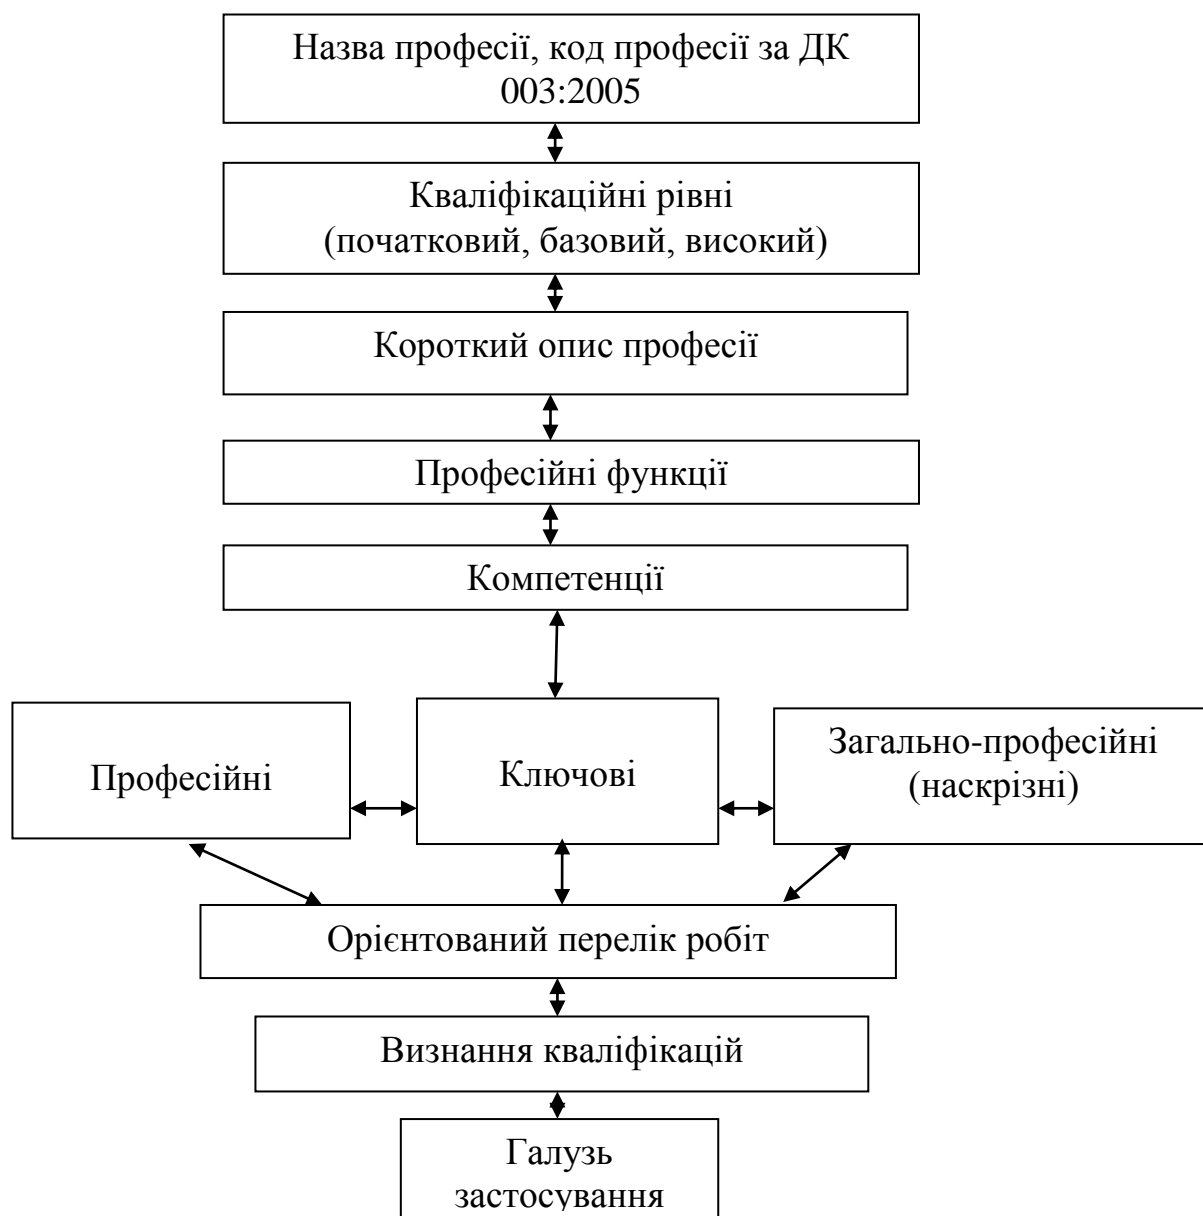 Назва професії, код професії за ДК
003:2005
Кваліфікаційні рівні
(початковий, базовий, високий)
Короткий опис професії
Професійні функції
Компетенції
Професійні
Ключові
Загально-професійні
(наскрізні)
Орієнтований перелік робіт
Визнання кваліфікацій
Галузь
застосування